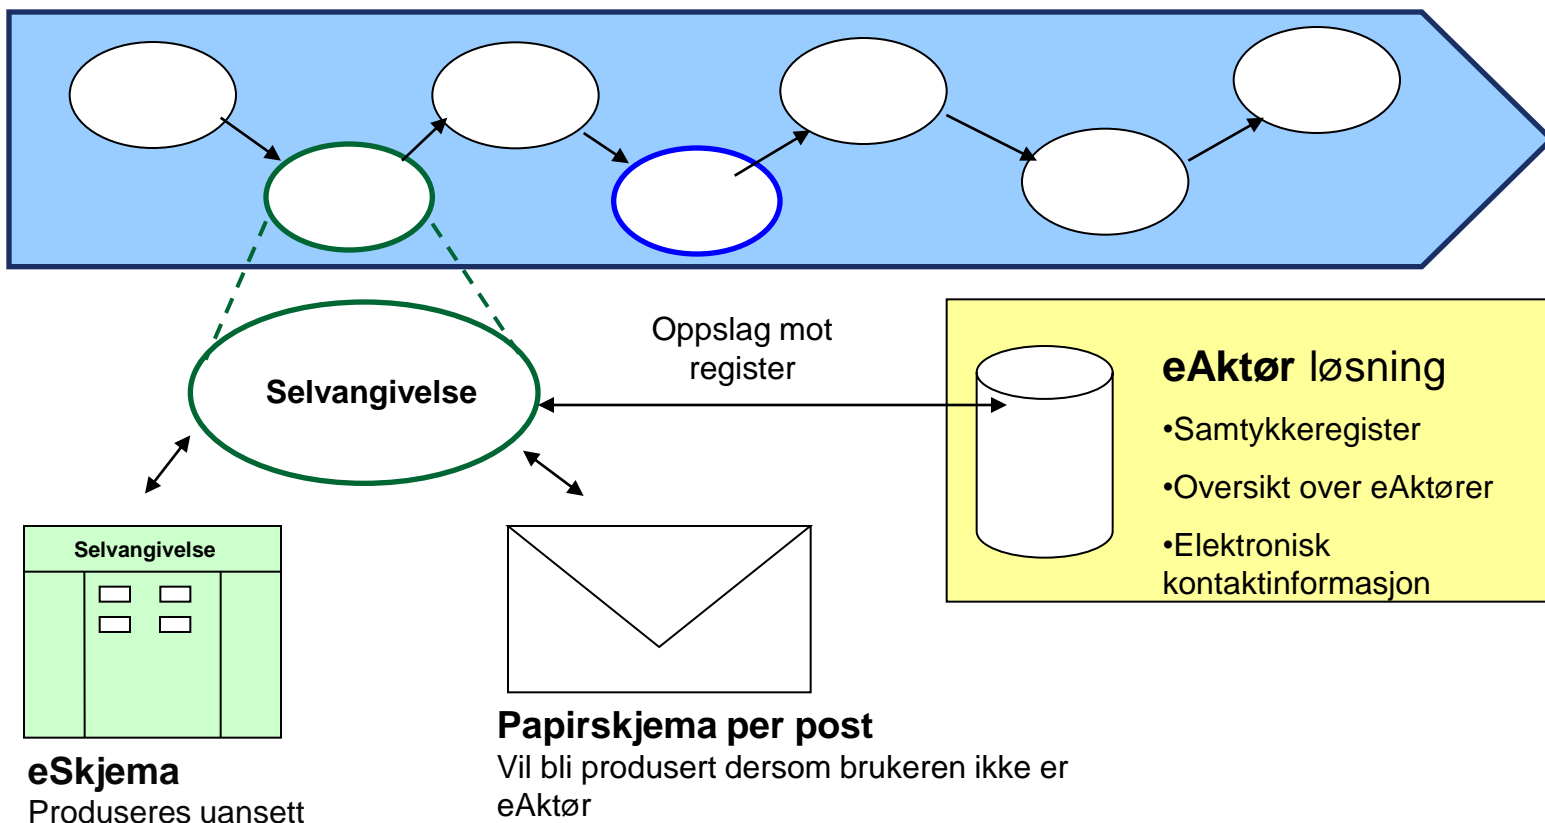 Oppslag mot
register
Selvangivelse
eAktør løsning
•Samtykkeregister
•Oversikt over eAktører
•Elektronisk
kontaktinformasjon
Selvangivelse
eSkjema
Produseres uansett
Papirskjema per post
Vil bli produsert dersom brukeren ikke er
eAktør